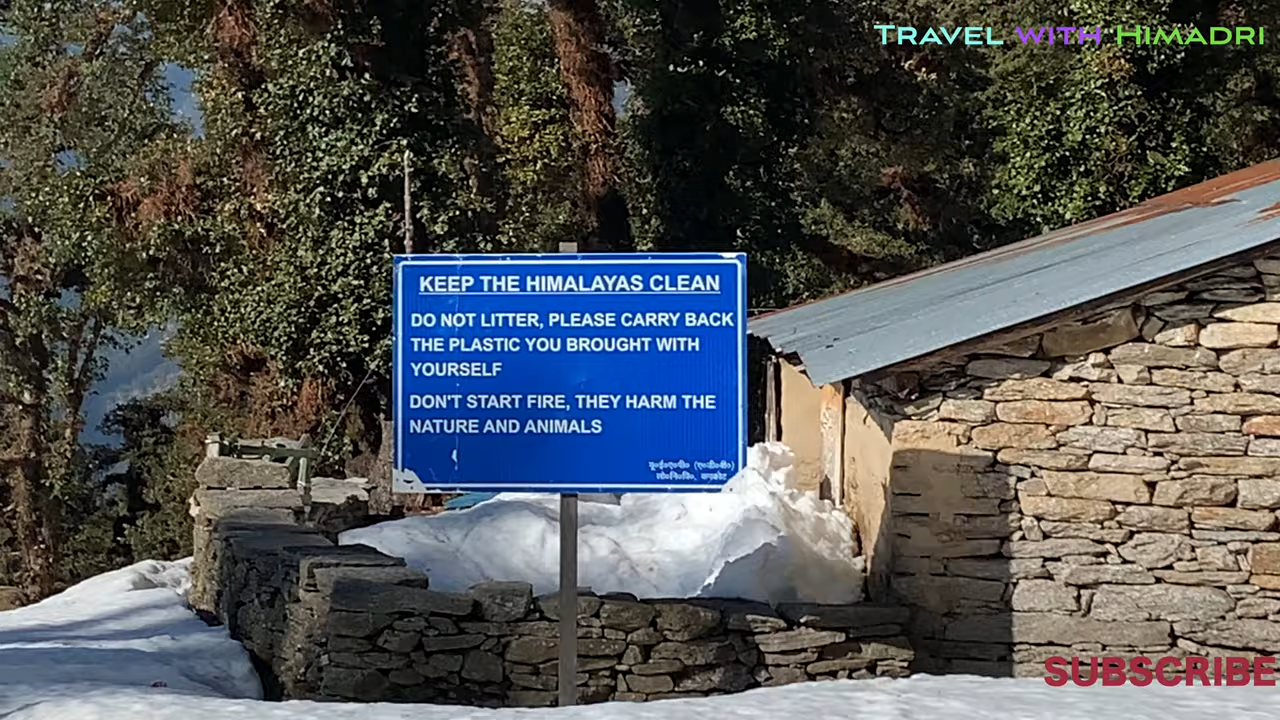 TRAVEL WITH HIMADRI
KEEP THE HIMALAYAS CLEAN
DO NOT LITTER, PLEASE CARRY BACK
THE PLASTIC YOU BROUGHT WITH
YOURSELF
DON'T START FIRE, THEY HARM THE
NATURE AND ANIMALS
SUBSCRIBE